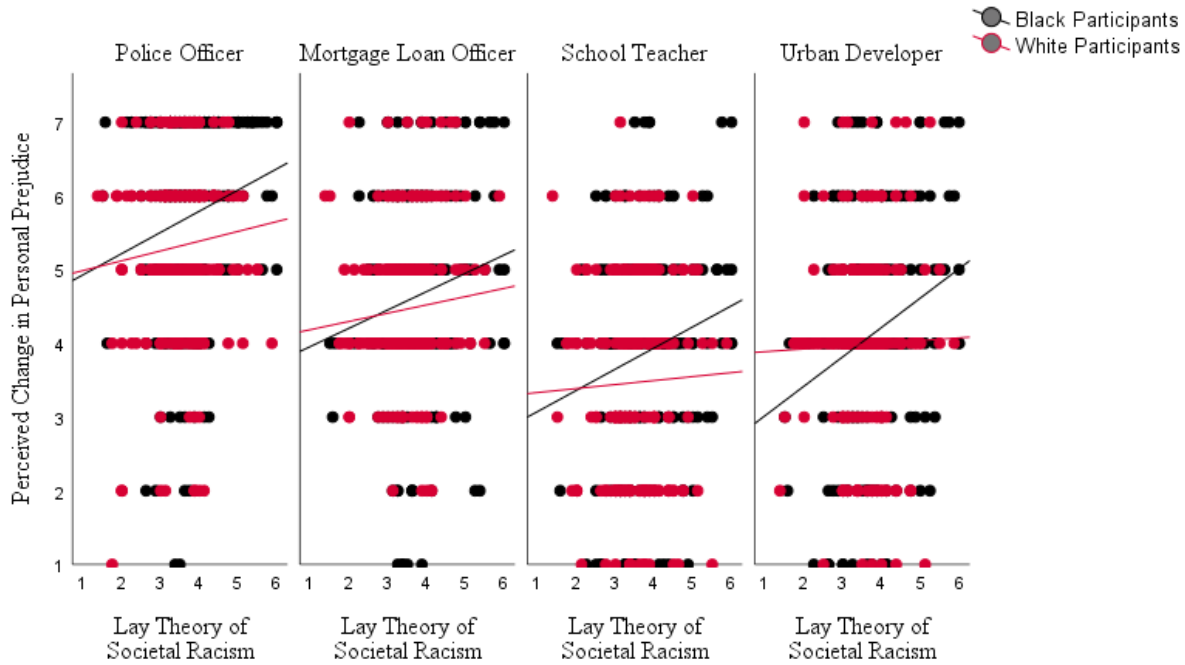 Black Participants
White Participants
Police Officer
Mortgage Loan Officer
School Teacher
Urban Developer
Perceived Change in Personal Prejudice
7
6
5
4
3
2
1
1 2 3 4 5 6
1 2 3 4 5 6
1 2 3 4 5 6
1 2 3 4 5 6
Lay Theory of
Societal Racism
Lay Theory of
Societal Racism
Lay Theory of
Societal Racism
Lay Theory of
Societal Racism